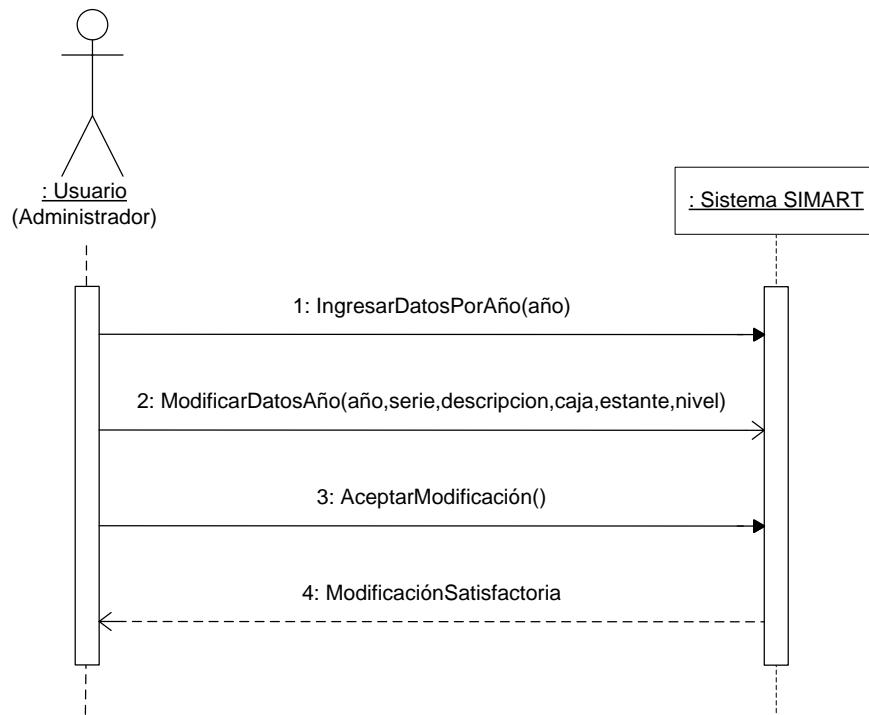 : Usuario
(Administrador)
: Sistema SIMART
1: IngresarDatosPorAño(año)
2: ModificarDatosAño(año,serie,descripcion,caja,estante,nivel)
3: AceptarModificación()
4: ModificaciónSatisfactoria